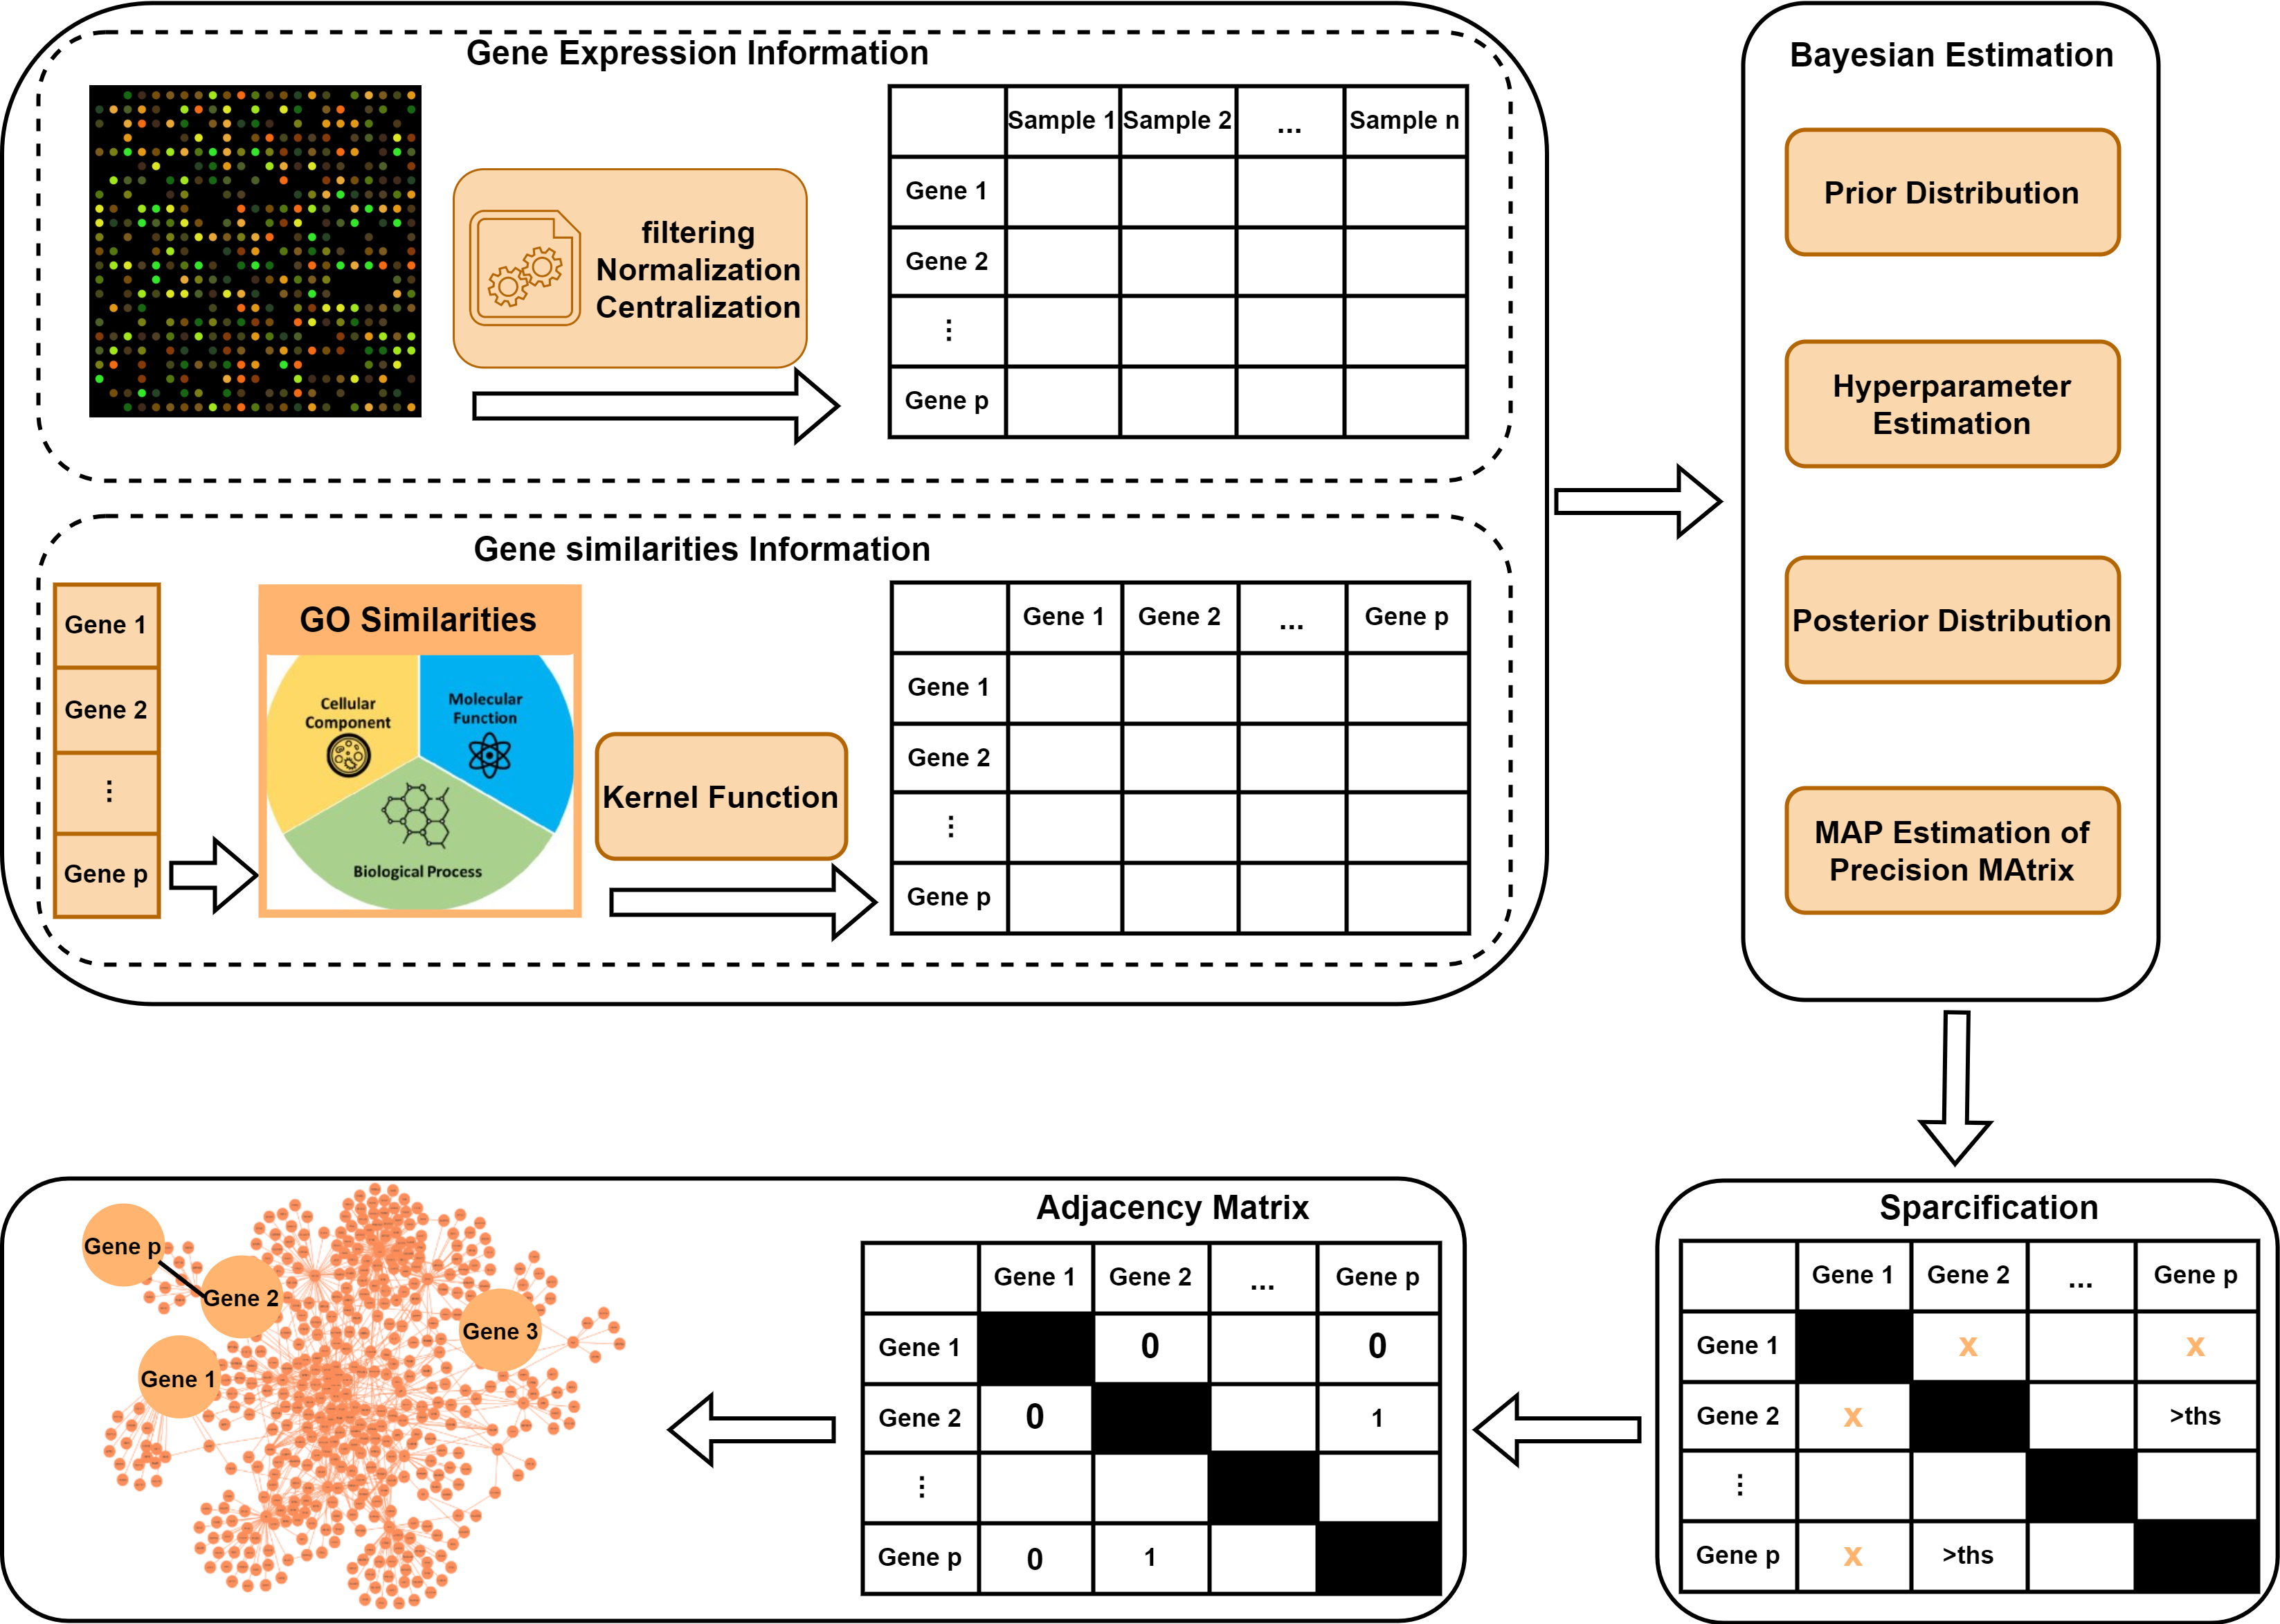 Gene Expression Information
filtering
Normalization
Centralization
Sample 1 Sample 2 ... Sample n
Gene 1
Gene 2
⋮
Gene p
Gene similarities Information
Gene 1
Gene 2
⋮
Gene p
GO Similarities
Cellular
Component
Molecular
Function
Biological Process
Kernel Function
Gene 1 Gene 2 ... Gene p
Gene 1
Gene 2
⋮
Gene p
Bayesian Estimation
Prior Distribution
Hyperparameter
Estimation
Posterior Distribution
MAP Estimation of
Precision MAtrix
Sparcification
Gene 1 Gene 2 ... Gene p
Gene 1 x x
Gene 2 x >ths
⋮
Gene p x >ths
Adjacency Matrix
Gene 1 Gene 2 ... Gene p
Gene 1 0 0
Gene 2 0 1
⋮
Gene p 0 1
Gene p
Gene 2
Gene 3
Gene 1